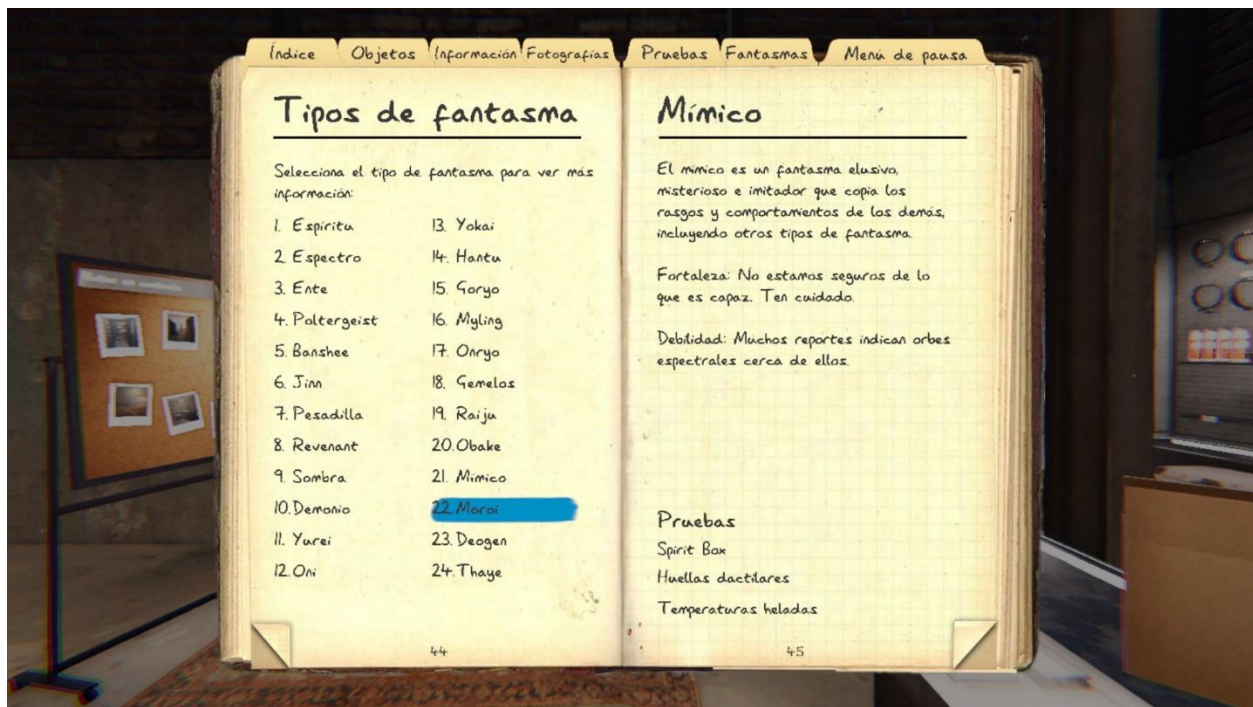 Índice Objetos Información Fotografías Pruebas Fantasmas Menú de pausa
Tipos de fantasma
Selecciona el tipo de fantasma para ver más
información:
1. Espíritu
2. Espectro
3. Ente
4. Poltergeist
5. Banshee
6. Jinn
7. Pesadilla
8. Revenant
9. Sombra
10. Demonio
11. Yurei
12. Oni
13. Yokai
14. Hantu
15. Goryo
16. Myling
17. Onryo
18. Gemelos
19. Raiju
20. Obake
21. Mímico
22. Moroi
23. Deogen
24. Thaye
44
Mímico
El mímico es un fantasma elusivo,
misterioso e imitador que copia los
rasgos y comportamientos de los demás,
incluyendo otros tipos de fantasma.
Fortaleza: No estamos seguros de lo
que es capaz. Ten cuidado.
Debilidad: Muchos reportes indican orbes
espectrales cerca de ellos.
Pruebas
Spirit Box
Huellas dactilares
Temperaturas heladas
45